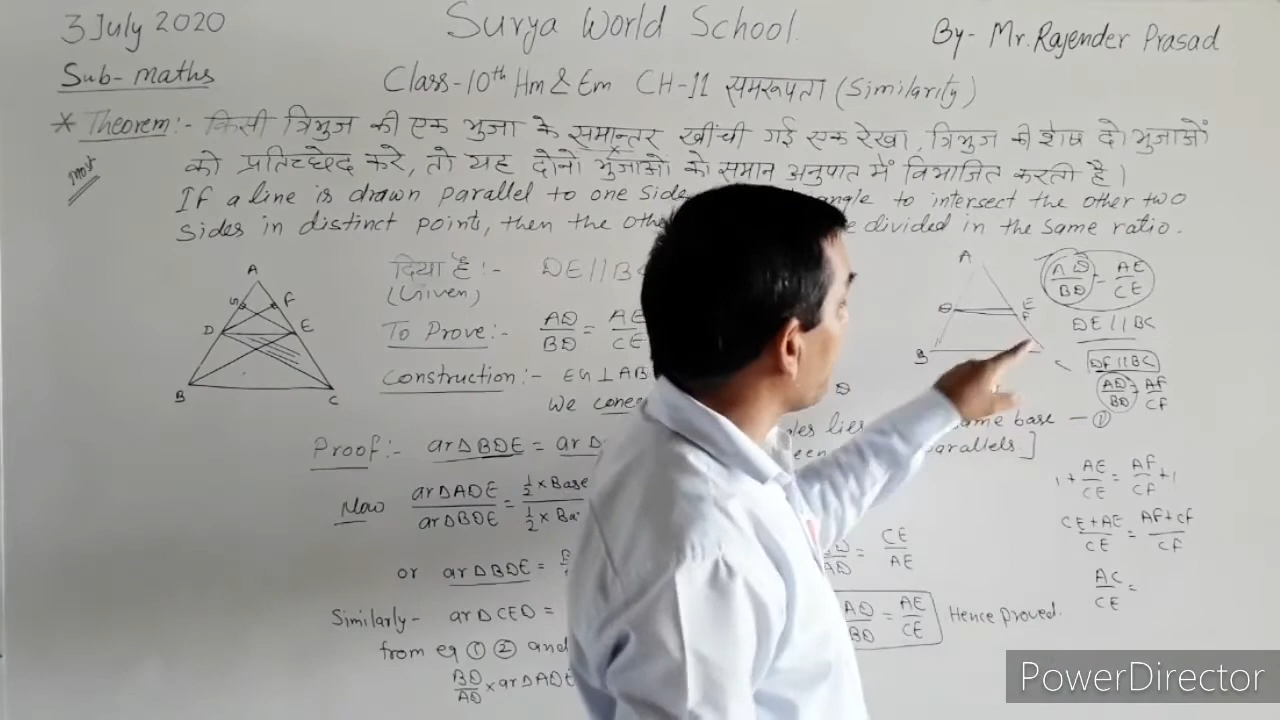 3 July 2020
Surya World School.
By- Mr. Rajender Prasad
Sub- maths
Class-10th Hm & Em CH-11 समरूपता (Similarity)
* Theorem:- किसी त्रिभुज की एक भुजा के समान्तर खींची गई एक रेखा, त्रिभुज की शेष दो भुजाओं
को प्रतिच्छेद करे, तो यह दोनो भुजाओ को समान अनुपात में विभाजित करती है।
most
If a line is drawn parallel to one side angle to intersect the other two
sides in distinct points, then the othe divided in the same ratio.
दिया है:- DE//BC
(Given)
To Prove:- AD/BD = AE/CE
Construction:- EG⊥AB
We
Proof:- ar△BDE = ar△
les lies same base — ①
een parallels]
Now ar△ADE/ar△BDE = ½ × Base/½ × Ba
or ar△BDE =
Similarly- ar△CED =
from eq ① ② and
BD/AD × ar△ADE
CE/AE
AD/BD = AE/CE Hence proved.
A
G F
D E
B C
A
D E
F
B
C
AD/BD = AE/CE
DE//BC
DF//BC
AD/BD = AF/CF
1+ AE/CE = AF/CF +1
CE+AE/CE = AF+CF/CF
AC/CE =
PowerDirector